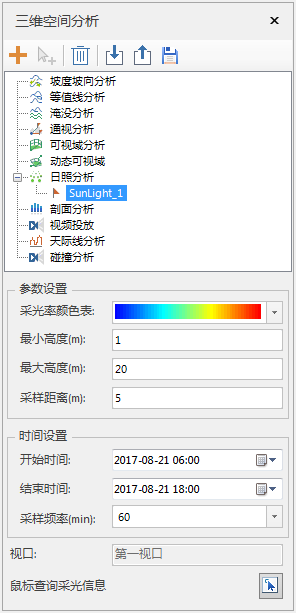 三维空间分析
坡度坡向分析
等值线分析
淹没分析
通视分析
可视域分析
动态可视域
日照分析
SunLight_1
剖面分析
视频投放
天际线分析
碰撞分析
参数设置
采光率颜色表:
最小高度(m): 1
最大高度(m): 20
采样距离(m): 5
时间设置
开始时间: 2017-08-21 06:00
结束时间: 2017-08-21 18:00
采样频率(min): 60
视口: 第一视口
鼠标查询采光信息